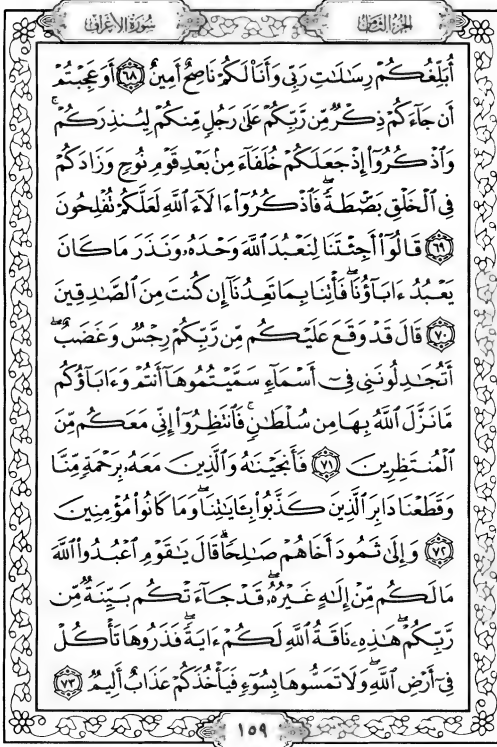 الجزء الثامن
سورة الأعراف
أُبَلِّغُكُمْ رِسَالَاتِ رَبِّي وَأَنَا۠ لَكُمْ نَاصِحٌ أَمِينٌ ﴿٦٨﴾ أَوَعَجِبْتُمْ
أَن جَآءَكُمْ ذِكْرٌ مِّن رَّبِّكُمْ عَلَىٰ رَجُلٍ مِّنكُمْ لِيُنذِرَكُمْ ۚ
وَٱذْكُرُوٓا۟ إِذْ جَعَلَكُمْ خُلَفَآءَ مِنۢ بَعْدِ قَوْمِ نُوحٍ وَزَادَكُمْ
فِى ٱلْخَلْقِ بَصْۜطَةً ۖ فَٱذْكُرُوٓا۟ ءَالَآءَ ٱللَّهِ لَعَلَّكُمْ تُفْلِحُونَ
﴿٦٩﴾ قَالُوٓا۟ أَجِئْتَنَا لِنَعْبُدَ ٱللَّهَ وَحْدَهُۥ وَنَذَرَ مَا كَانَ
يَعْبُدُ ءَابَآؤُنَا ۖ فَأْتِنَا بِمَا تَعِدُنَآ إِن كُنتَ مِنَ ٱلصَّٰدِقِينَ
﴿٧٠﴾ قَالَ قَدْ وَقَعَ عَلَيْكُم مِّن رَّبِّكُمْ رِجْسٌ وَغَضَبٌ ۖ
أَتُجَٰدِلُونَنِى فِىٓ أَسْمَآءٍ سَمَّيْتُمُوهَآ أَنتُمْ وَءَابَآؤُكُم
مَّا نَزَّلَ ٱللَّهُ بِهَا مِن سُلْطَٰنٍ ۚ فَٱنتَظِرُوٓا۟ إِنِّى مَعَكُم مِّنَ
ٱلْمُنتَظِرِينَ ﴿٧١﴾ فَأَنجَيْنَٰهُ وَٱلَّذِينَ مَعَهُۥ بِرَحْمَةٍ مِّنَّا
وَقَطَعْنَا دَابِرَ ٱلَّذِينَ كَذَّبُوا۟ بِـَٔايَٰتِنَا ۖ وَمَا كَانُوا۟ مُؤْمِنِينَ
﴿٧٢﴾ وَإِلَىٰ ثَمُودَ أَخَاهُمْ صَٰلِحًا ۗ قَالَ يَٰقَوْمِ ٱعْبُدُوا۟ ٱللَّهَ
مَا لَكُم مِّنْ إِلَٰهٍ غَيْرُهُۥ ۖ قَدْ جَآءَتْكُم بَيِّنَةٌ مِّن
رَّبِّكُمْ ۖ هَٰذِهِۦ نَاقَةُ ٱللَّهِ لَكُمْ ءَايَةً ۖ فَذَرُوهَا تَأْكُلْ
فِىٓ أَرْضِ ٱللَّهِ ۖ وَلَا تَمَسُّوهَا بِسُوٓءٍ فَيَأْخُذَكُمْ عَذَابٌ أَلِيمٌ ﴿٧٣﴾
١٥٩